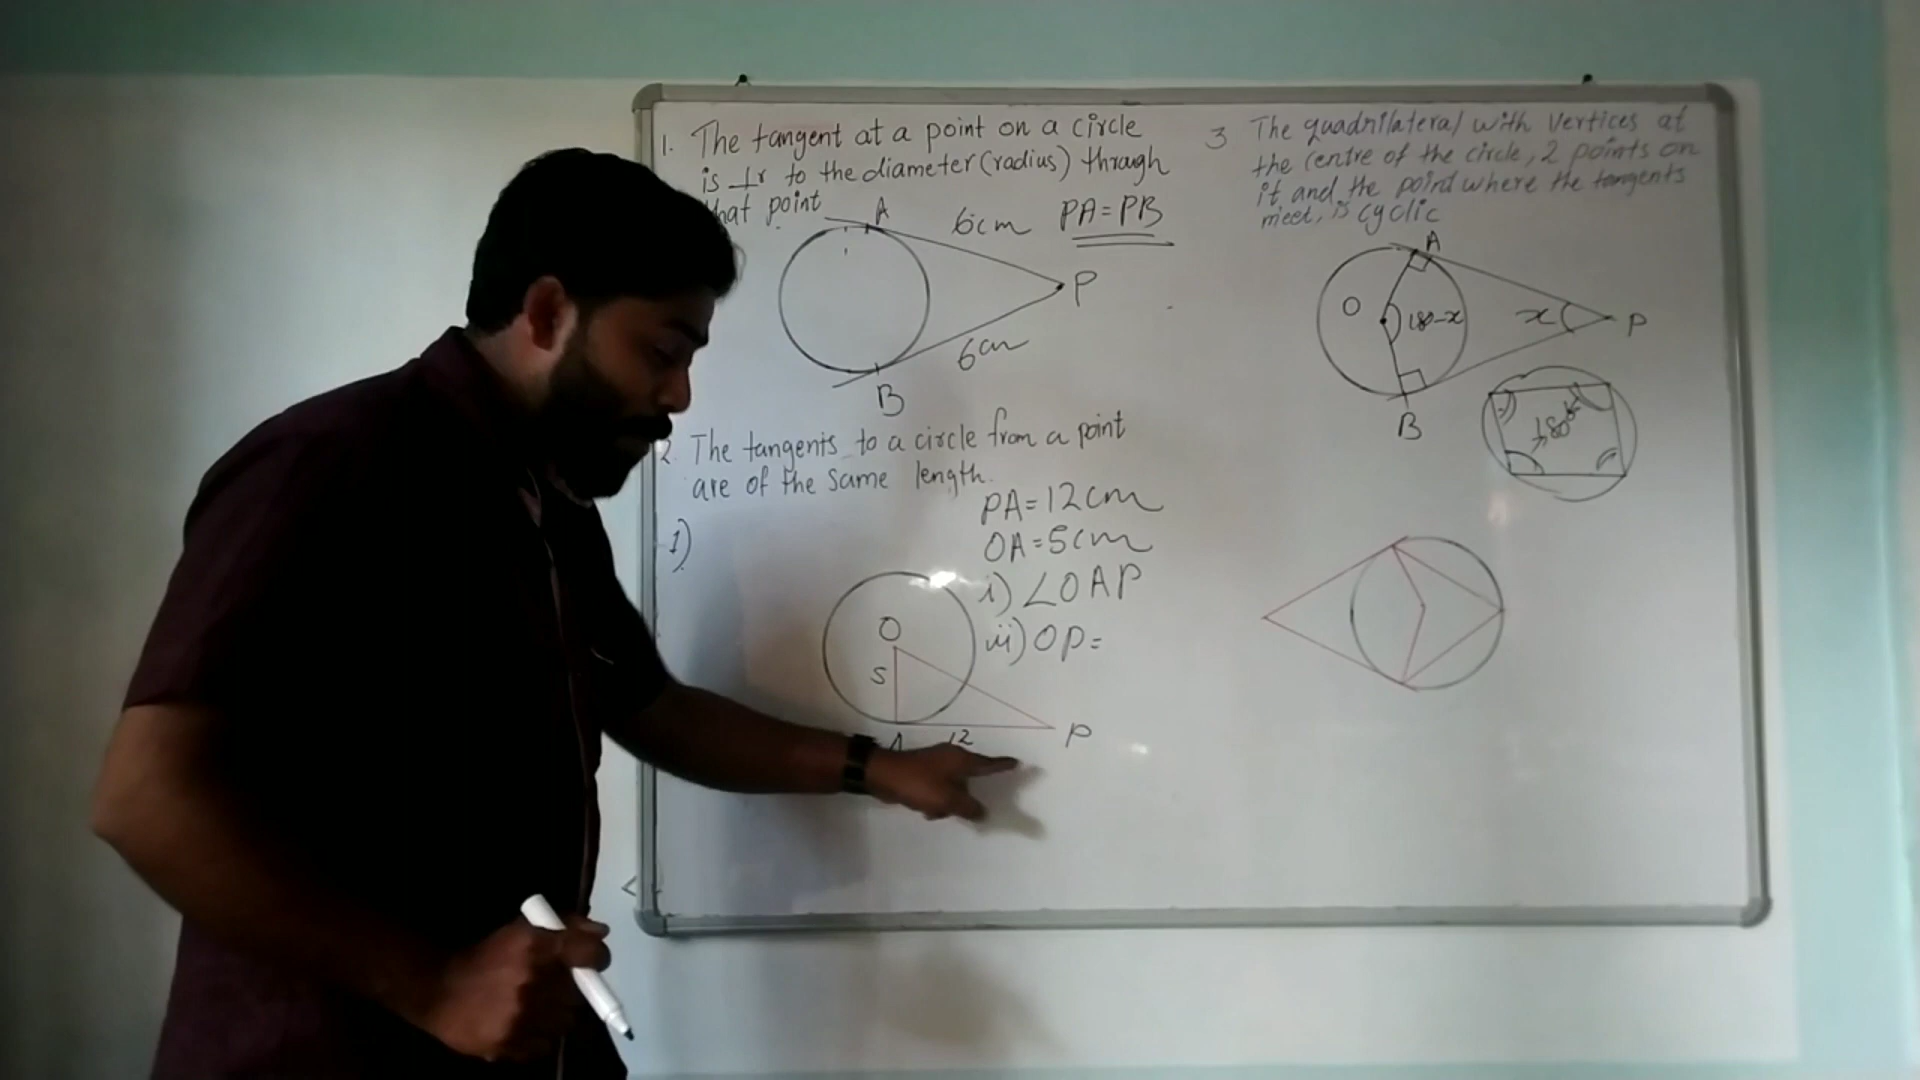 1. The tangent at a point on a circle
is ⊥r to the diameter (radius) through
that point
A
6cm
PA=PB
P
6cm
B
2. The tangents to a circle from a point
are of the same length.
1)
PA=12cm
OA=5cm
i) ∠OAP
ii) OP=
O
5
A
12
P
3 The quadrilateral with vertices at
the centre of the circle, 2 points on
it and the point where the tangents
meet, is cyclic
A
O
180-x
x
P
B